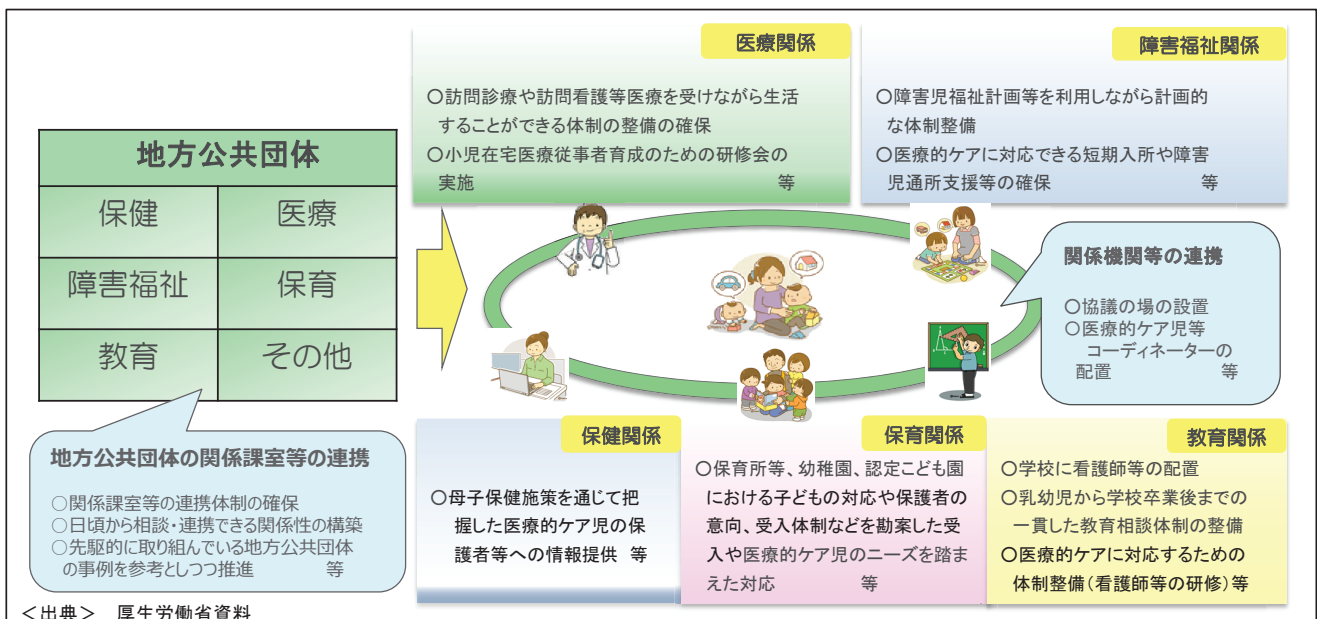 医療関係
○訪問診療や訪問看護等医療を受けながら生活
することができる体制の整備の確保
○小児在宅医療従事者育成のための研修会の
実施 等
障害福祉関係
○障害児福祉計画等を利用しながら計画的
な体制整備
○医療的ケアに対応できる短期入所や障害
児通所支援等の確保 等
地方公共団体
保健 医療
障害福祉 保育
教育 その他
関係機関等の連携
○協議の場の設置
○医療的ケア児等
コーディネーターの
配置 等
地方公共団体の関係課室等の連携
○関係課室等の連携体制の確保
○日頃から相談・連携できる関係性の構築
○先駆的に取り組んでいる地方公共団体
の事例を参考としつつ推進 等
保健関係
○母子保健施策を通じて把
握した医療的ケア児の保
護者等への情報提供 等
保育関係
○保育所等、幼稚園、認定こども園
における子どもの対応や保護者の
意向、受入体制などを勘案した受
入や医療的ケア児のニーズを踏ま
えた対応 等
教育関係
○学校に看護師等の配置
○乳幼児から学校卒業後までの
一貫した教育相談体制の整備
○医療的ケアに対応するための
体制整備(看護師等の研修)等
＜出典＞ 厚生労働省資料